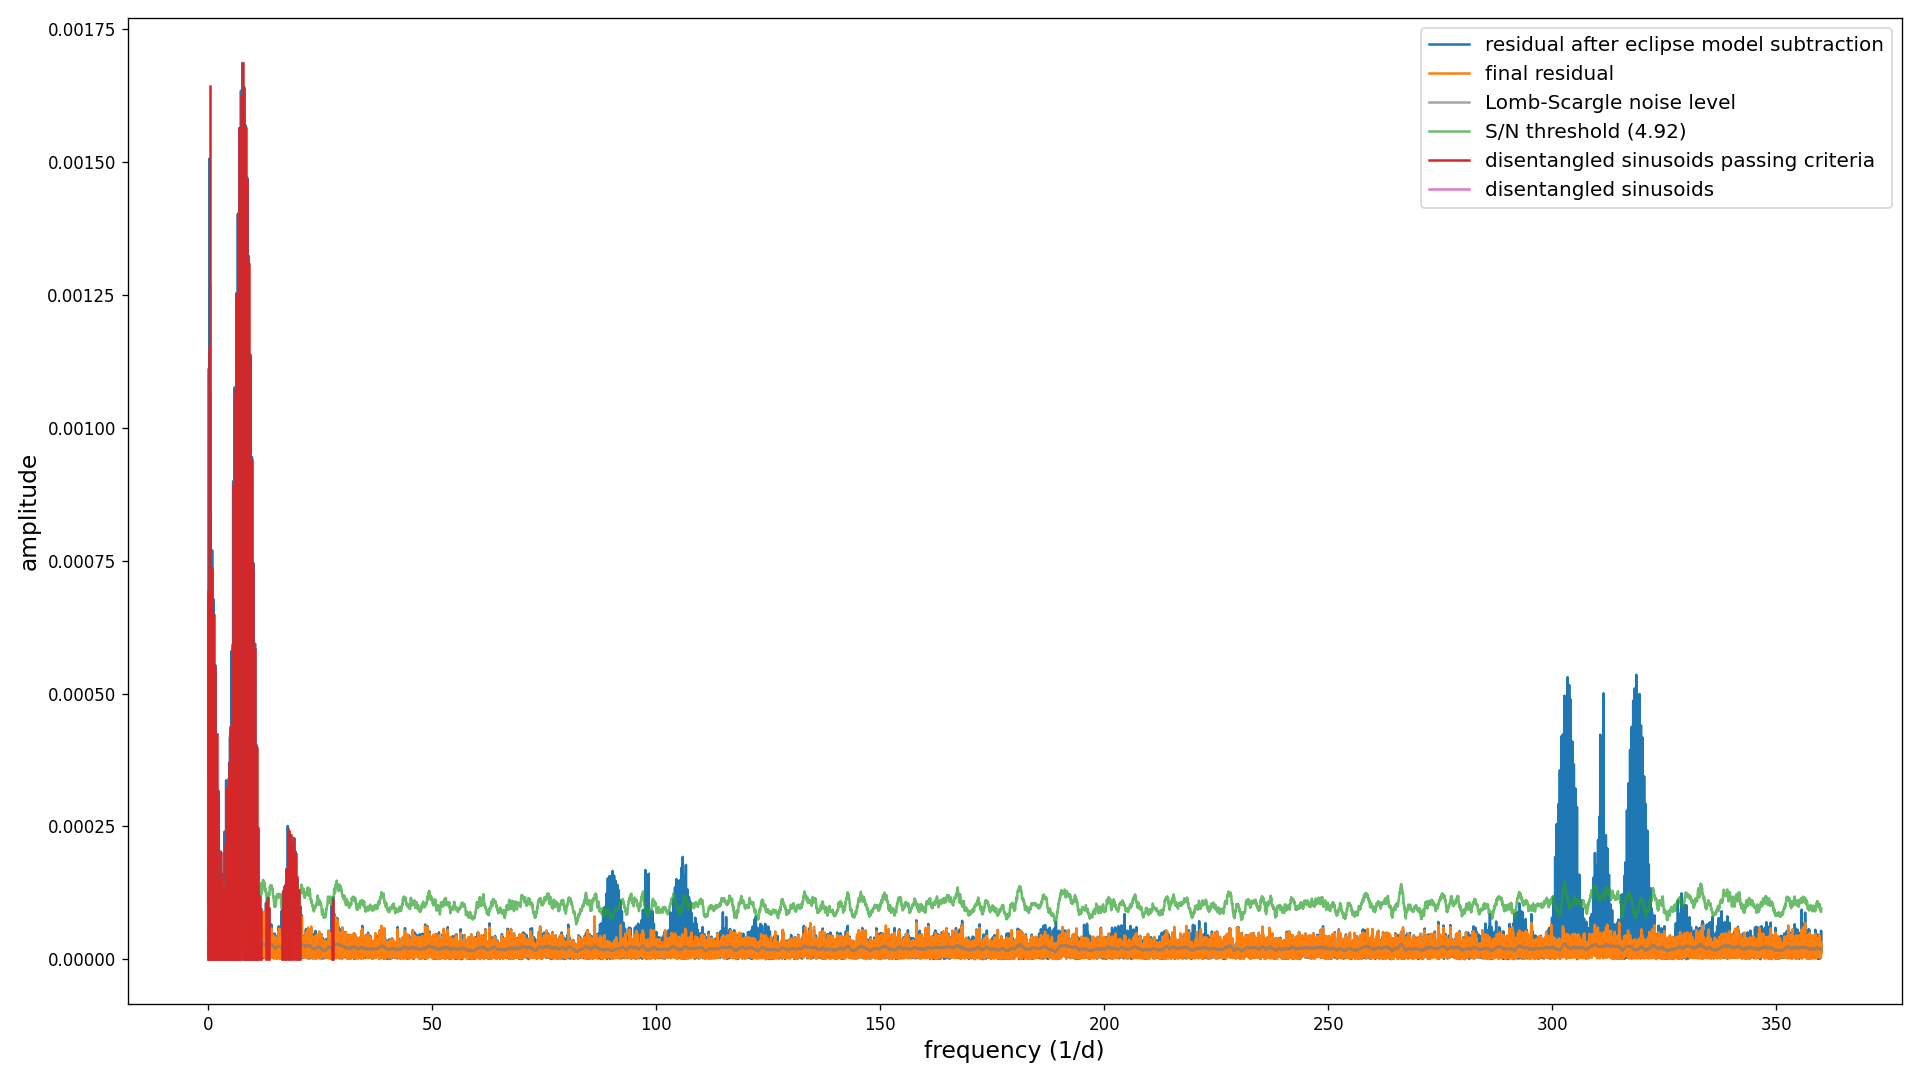 0.00175
0.00150
0.00125
0.00100
0.00075
0.00050
0.00025
0.00000
amplitude
residual after eclipse model subtraction
final residual
Lomb-Scargle noise level
S/N threshold (4.92)
disentangled sinusoids passing criteria
disentangled sinusoids
0 50 100 150 200 250 300 350
frequency (1/d)